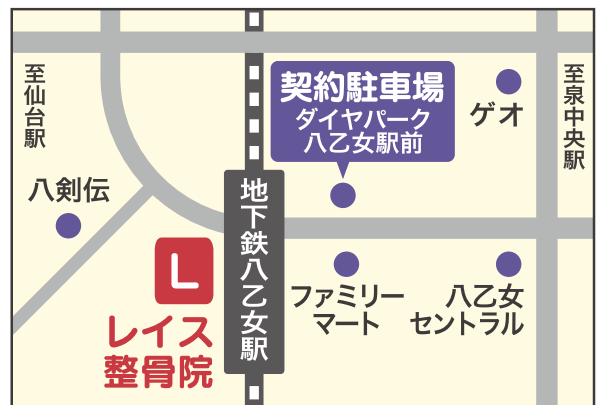 至仙台駅
契約駐車場
ダイヤパーク
八乙女駅前
ゲオ
至泉中央駅
八剣伝
地下鉄八乙女駅
L
レイス
整骨院
ファミリー
マート
八乙女
セントラル